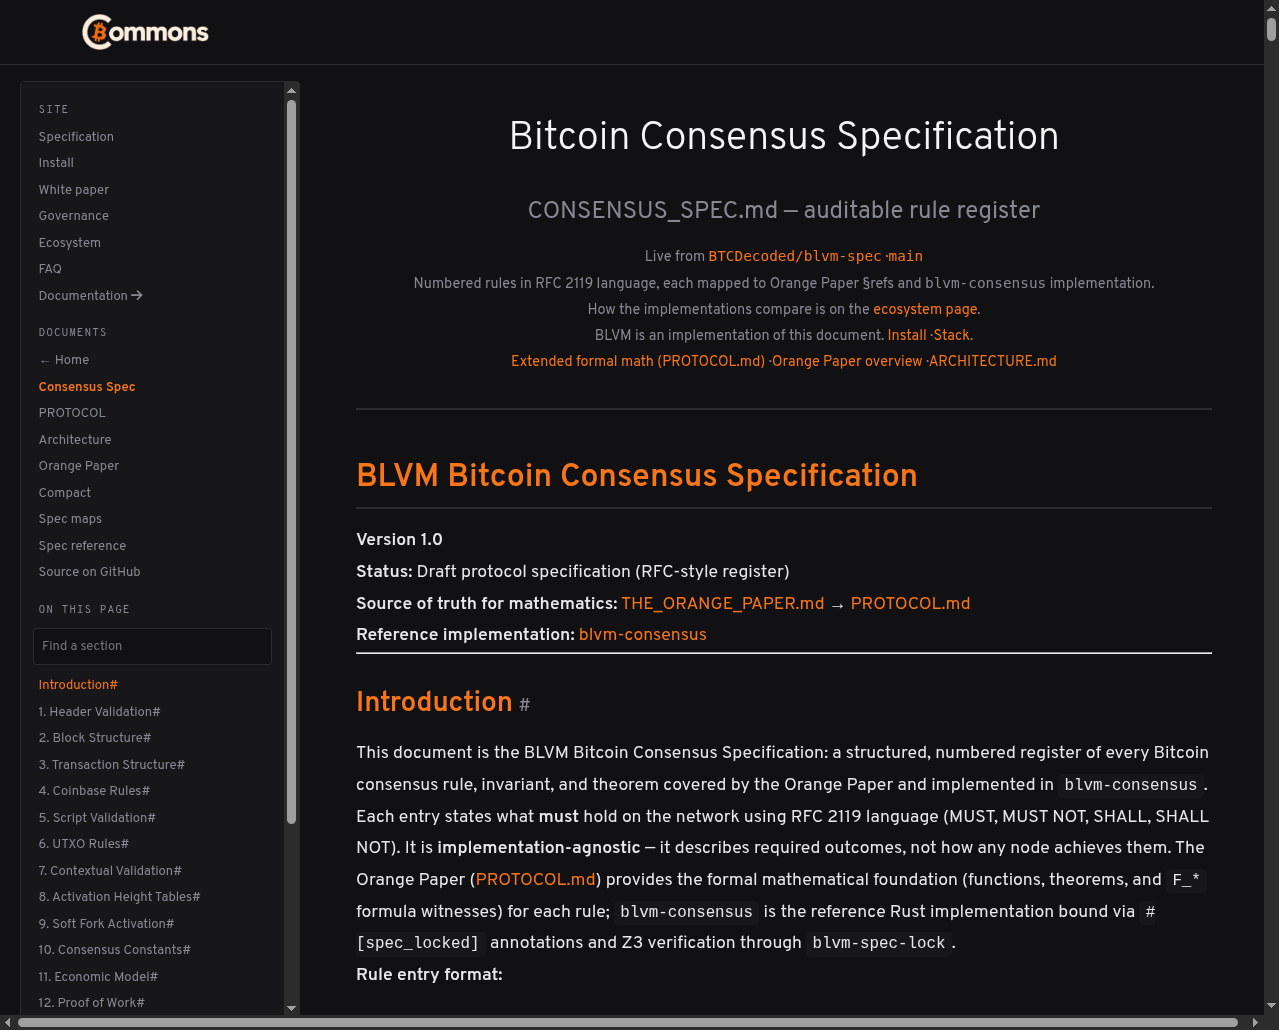 Commons
SITE
Specification
Install
White paper
Governance
Ecosystem
FAQ
Documentation →
DOCUMENTS
← Home
Consensus Spec
PROTOCOL
Architecture
Orange Paper
Compact
Spec maps
Spec reference
Source on GitHub
ON THIS PAGE
Find a section
Introduction#
1. Header Validation#
2. Block Structure#
3. Transaction Structure#
4. Coinbase Rules#
5. Script Validation#
6. UTXO Rules#
7. Contextual Validation#
8. Activation Height Tables#
9. Soft Fork Activation#
10. Consensus Constants#
11. Economic Model#
12. Proof of Work#
Bitcoin Consensus Specification
CONSENSUS_SPEC.md — auditable rule register
Live from BTCDecoded/blvm-spec ·main
Numbered rules in RFC 2119 language, each mapped to Orange Paper §refs and blvm-consensus implementation.
How the implementations compare is on the ecosystem page.
BLVM is an implementation of this document. Install ·Stack.
Extended formal math (PROTOCOL.md) ·Orange Paper overview ·ARCHITECTURE.md
BLVM Bitcoin Consensus Specification
Version 1.0
Status: Draft protocol specification (RFC-style register)
Source of truth for mathematics: THE_ORANGE_PAPER.md → PROTOCOL.md
Reference implementation: blvm-consensus
Introduction #
This document is the BLVM Bitcoin Consensus Specification: a structured, numbered register of every Bitcoin
consensus rule, invariant, and theorem covered by the Orange Paper and implemented in blvm-consensus .
Each entry states what must hold on the network using RFC 2119 language (MUST, MUST NOT, SHALL, SHALL
NOT). It is implementation-agnostic — it describes required outcomes, not how any node achieves them. The
Orange Paper (PROTOCOL.md) provides the formal mathematical foundation (functions, theorems, and F_*
formula witnesses) for each rule; blvm-consensus is the reference Rust implementation bound via #
[spec_locked] annotations and Z3 verification through blvm-spec-lock .
Rule entry format: